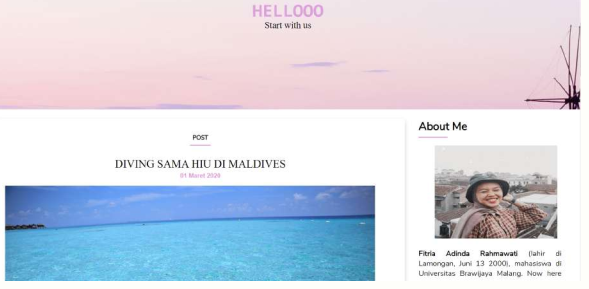 HELLOOO
Start with us
POST
DIVING SAMA HIU DI MALDIVES
01 Maret 2020
About Me
Fitria Adinda Rahmawati (lahir di
Lamongan, Juni 13 2000), mahasiswa di
Universitas Brawijaya Malang. Now here